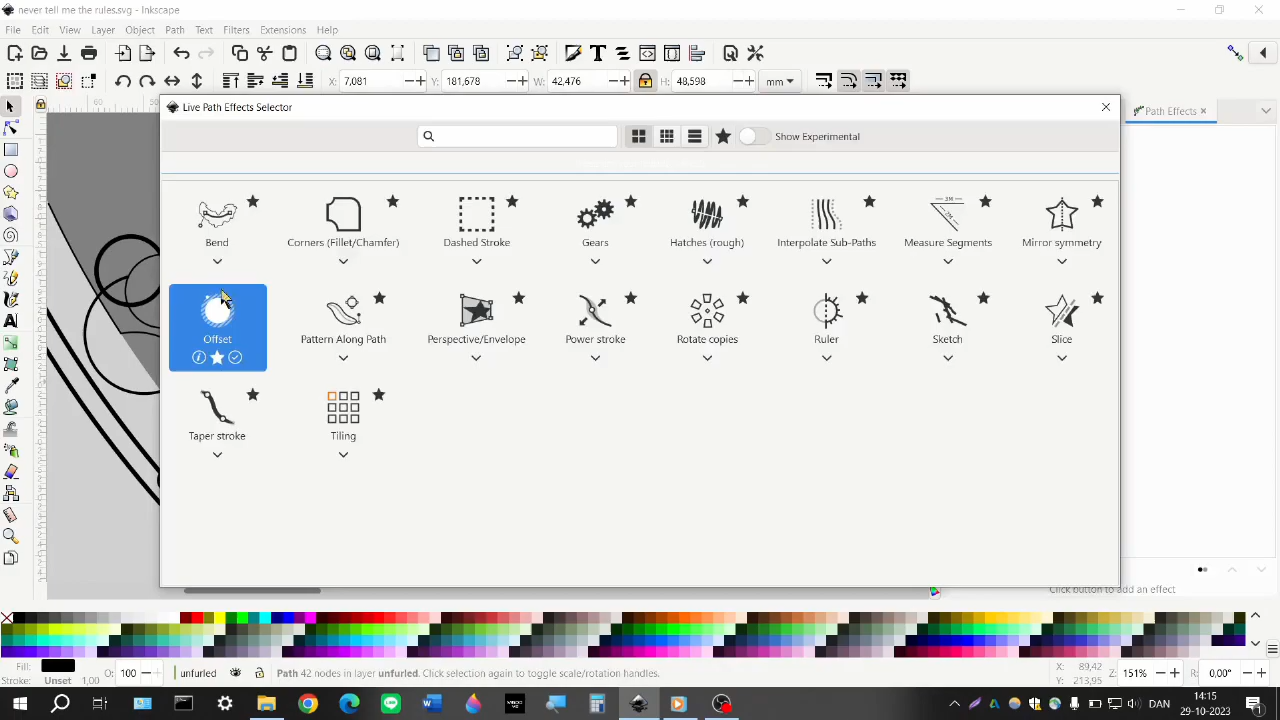 never tell me the rules.svg - Inkscape
File Edit View Layer Object Path Text Filters Extensions Help
X: 7,081 Y: 181,678 W: 42,476 H: 48,598 mm
Live Path Effects Selector
Path Effects
Show Experimental
Bend Corners (Fillet/Chamfer) Dashed Stroke Gears Hatches (rough) Interpolate Sub-Paths Measure Segments Mirror symmetry
Offset Pattern Along Path Perspective/Envelope Power stroke Rotate copies Ruler Sketch Slice
Taper stroke Tiling
Click button to add an effect
Fill:
Stroke: Unset 1,00
O: 100
unfurled
Path 42 nodes in layer unfurled. Click selection again to toggle scale/rotation handles.
X: 89,42
Y: 213,95
Z: 151%
R: 0,00°
DAN
14:15
29-10-2023